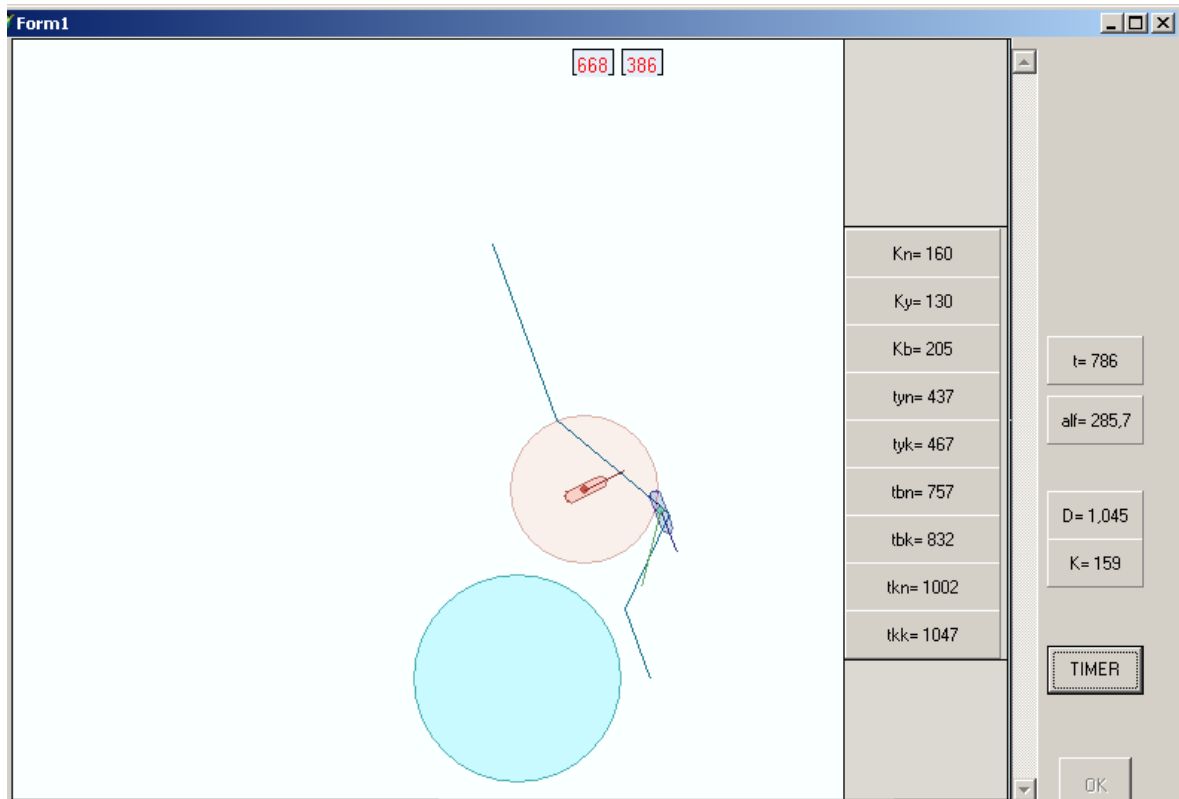 Form1
668 386
Kn= 160
Ky= 130
Kb= 205
tyn= 437
tyk= 467
tbn= 757
tbk= 832
tkn= 1002
tkk= 1047
t= 786
alf= 285,7
D= 1,045
K= 159
TIMER
OK